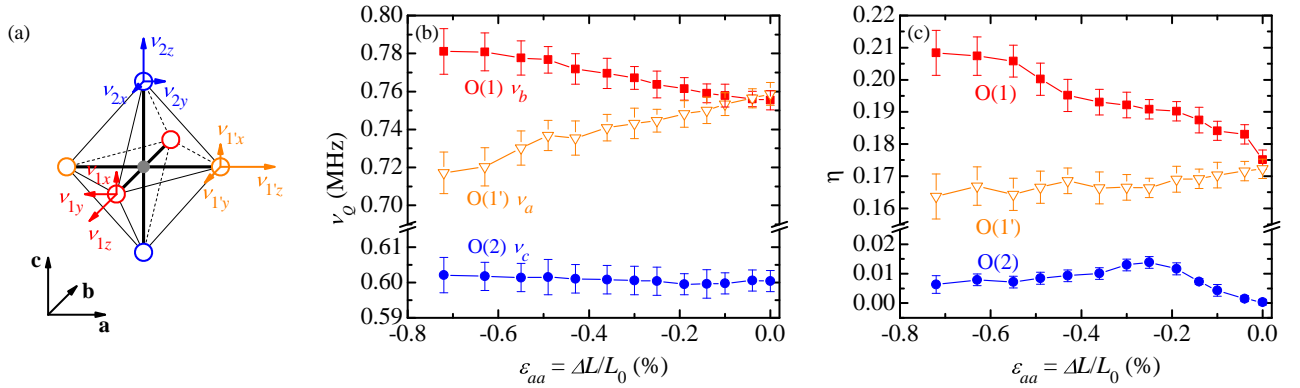 (a)
ν2z
ν2x
ν2y
ν1'x
ν1x
ν1'z
ν1y
ν1'y
ν1z
c
b
a
(b)
νQ (MHz)
0.80
0.78
0.76
0.74
0.72
0.70
0.61
0.60
0.59
O(1) νb
O(1') νa
O(2) νc
-0.8 -0.6 -0.4 -0.2 0.0
εaa = ΔL/L0 (%)
(c)
η
0.21
0.20
0.19
0.18
0.17
0.16
0.02
0.01
0.00
O(1)
O(1')
O(2)
-0.8 -0.6 -0.4 -0.2 0.0
εaa = ΔL/L0 (%)